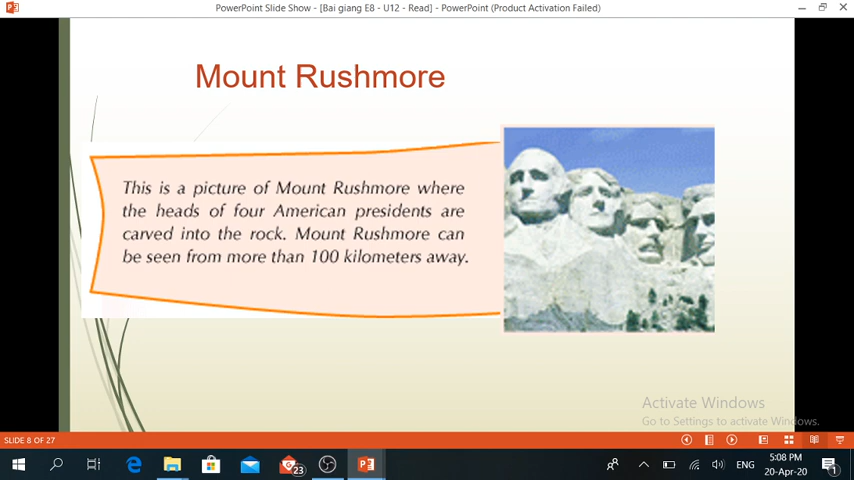 PowerPoint Slide Show - [Bai giang E8 - U12 - Read] - PowerPoint (Product Activation Failed)
Mount Rushmore
This is a picture of Mount Rushmore where
the heads of four American presidents are
carved into the rock. Mount Rushmore can
be seen from more than 100 kilometers away.
Activate Windows
Go to Settings to activate Windows.
SLIDE 8 OF 27
23
ENG
5:08 PM
20-Apr-20
1